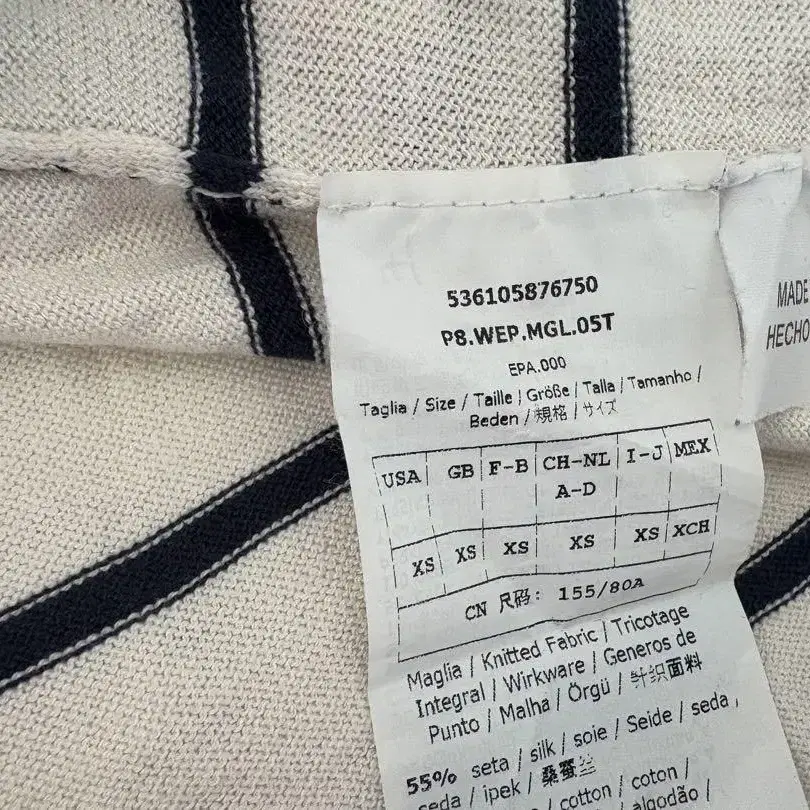 536105876750
P8.WEP.MGL.05T
EPA.000
Taglia / Size / Taille / Größe / Talla / Tamanho /
Beden / 規格 / サイズ
USA GB F-B CH-NL I-J MEX
A-D
XS XS XS XS XS XCH
CN 尺码: 155/80A
Maglia / Knitted Fabric / Tricotage
Integral / Wirkware / Generos de
Punto / Malha / Örgü / 针织面料
55% seta / silk / soie / Seide / seda,
seda / ipek / 桑蚕丝
/ cotton / coton /
algodão /
MADE
HECHO